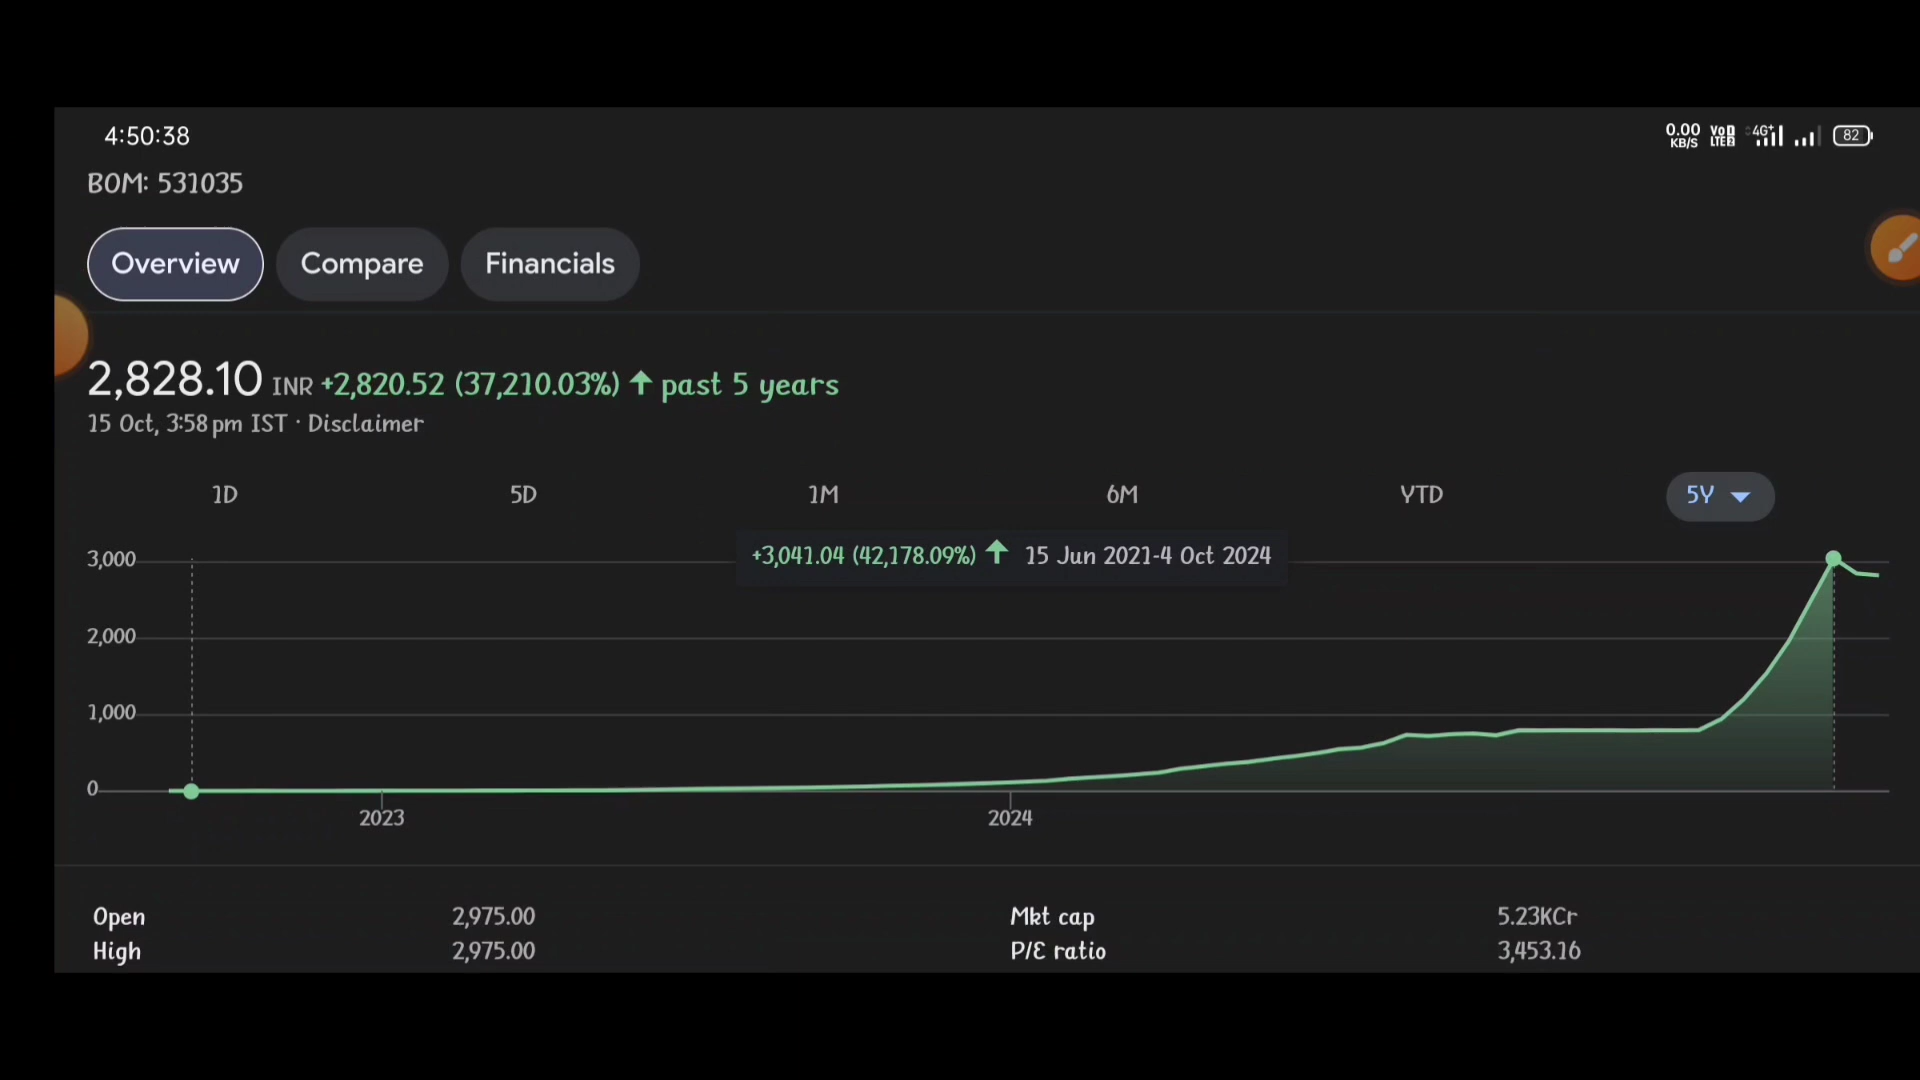 4:50:38
0.00 KB/S VoD LTE2 4G+ 82
BOM: 531035
Overview Compare Financials
2,828.10 INR +2,820.52 (37,210.03%) ↑ past 5 years
15 Oct, 3:58 pm IST · Disclaimer
1D 5D 1M 6M YTD 5Y
+3,041.04 (42,178.09%) ↑ 15 Jun 2021-4 Oct 2024
3,000
2,000
1,000
0
2023 2024
Open 2,975.00 Mkt cap 5.23KCr
High 2,975.00 P/E ratio 3,453.16